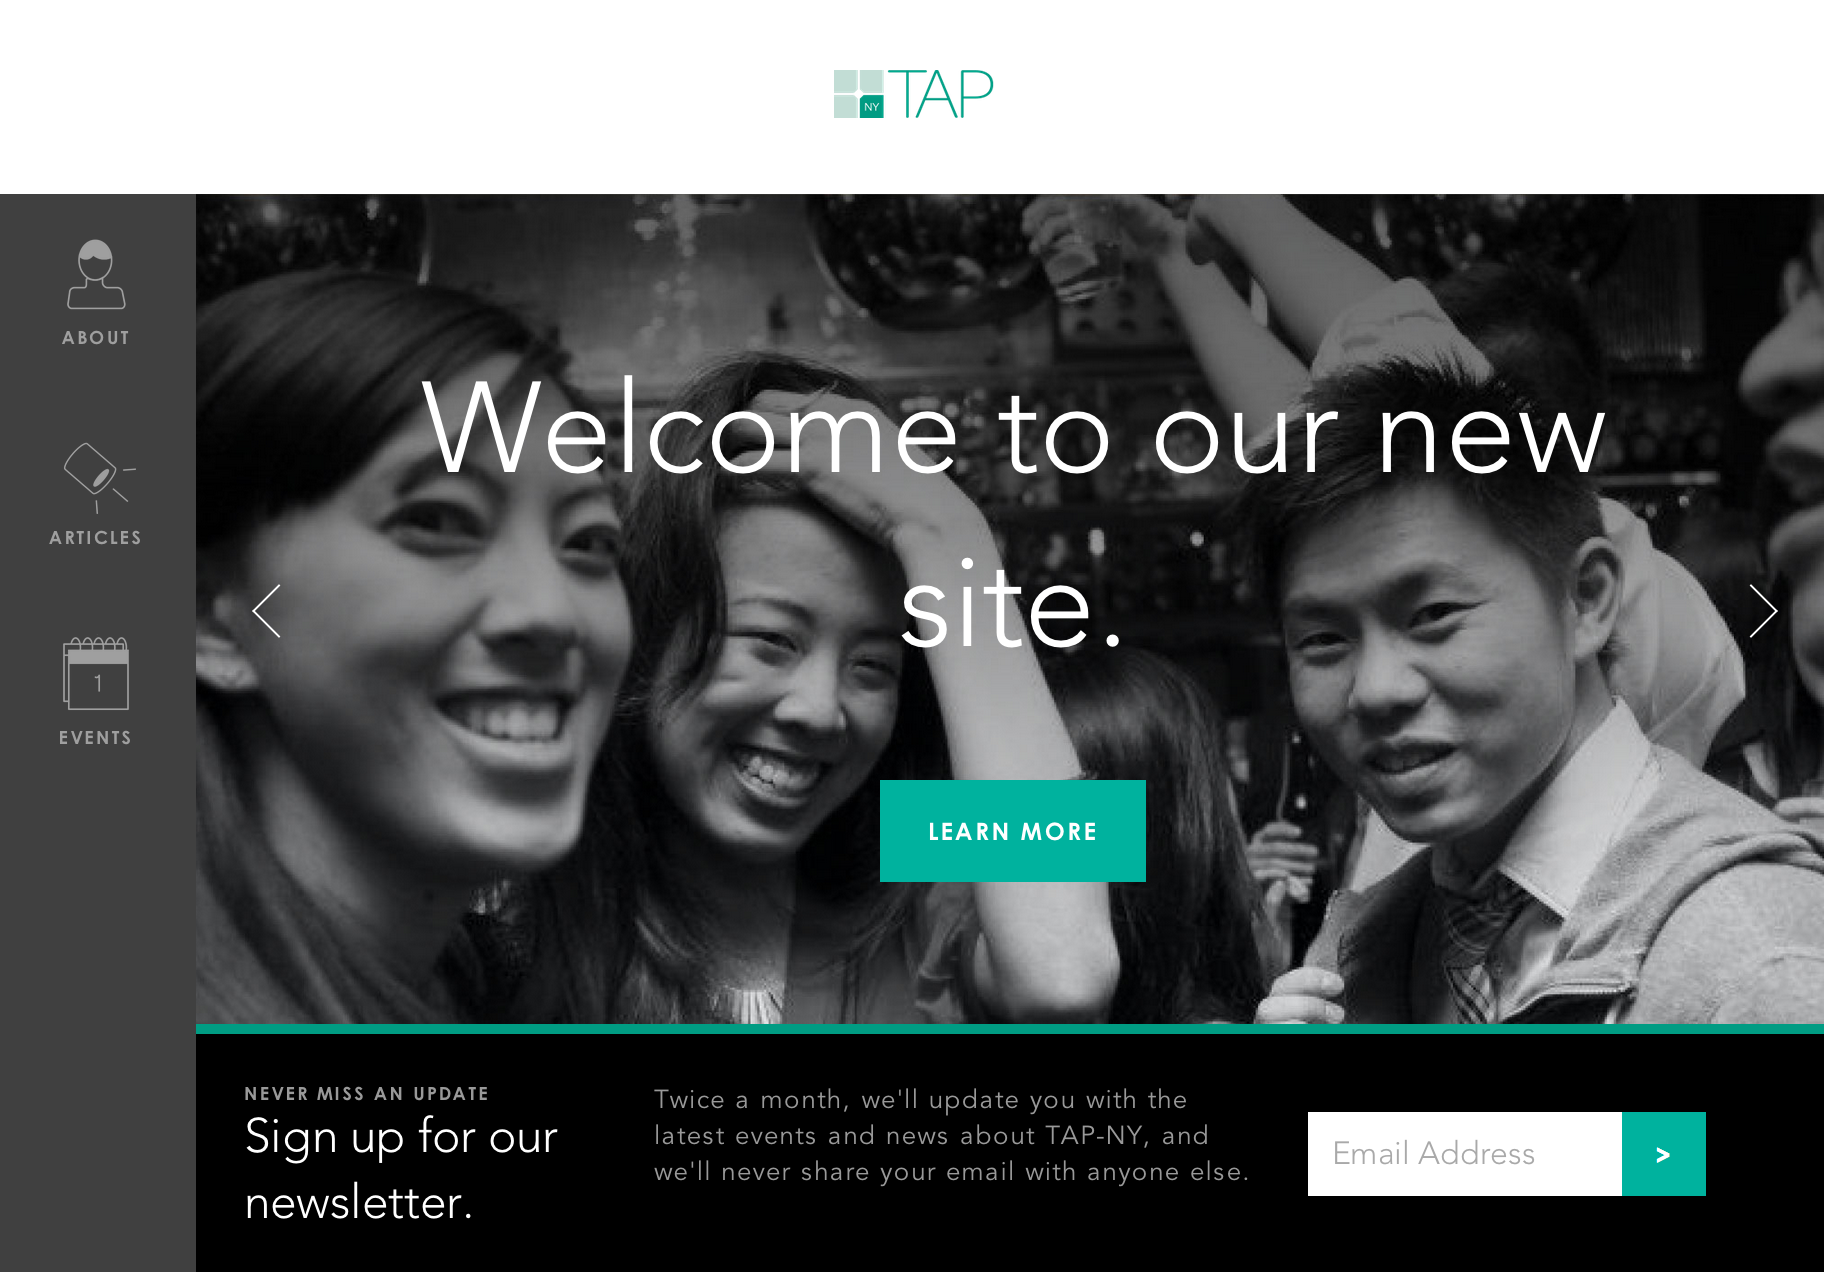 NY TAP
ABOUT
ARTICLES
1
EVENTS
Welcome to our new
site.
LEARN MORE
NEVER MISS AN UPDATE
Sign up for our
newsletter.
Twice a month, we'll update you with the
latest events and news about TAP-NY, and
we'll never share your email with anyone else.
Email Address
>